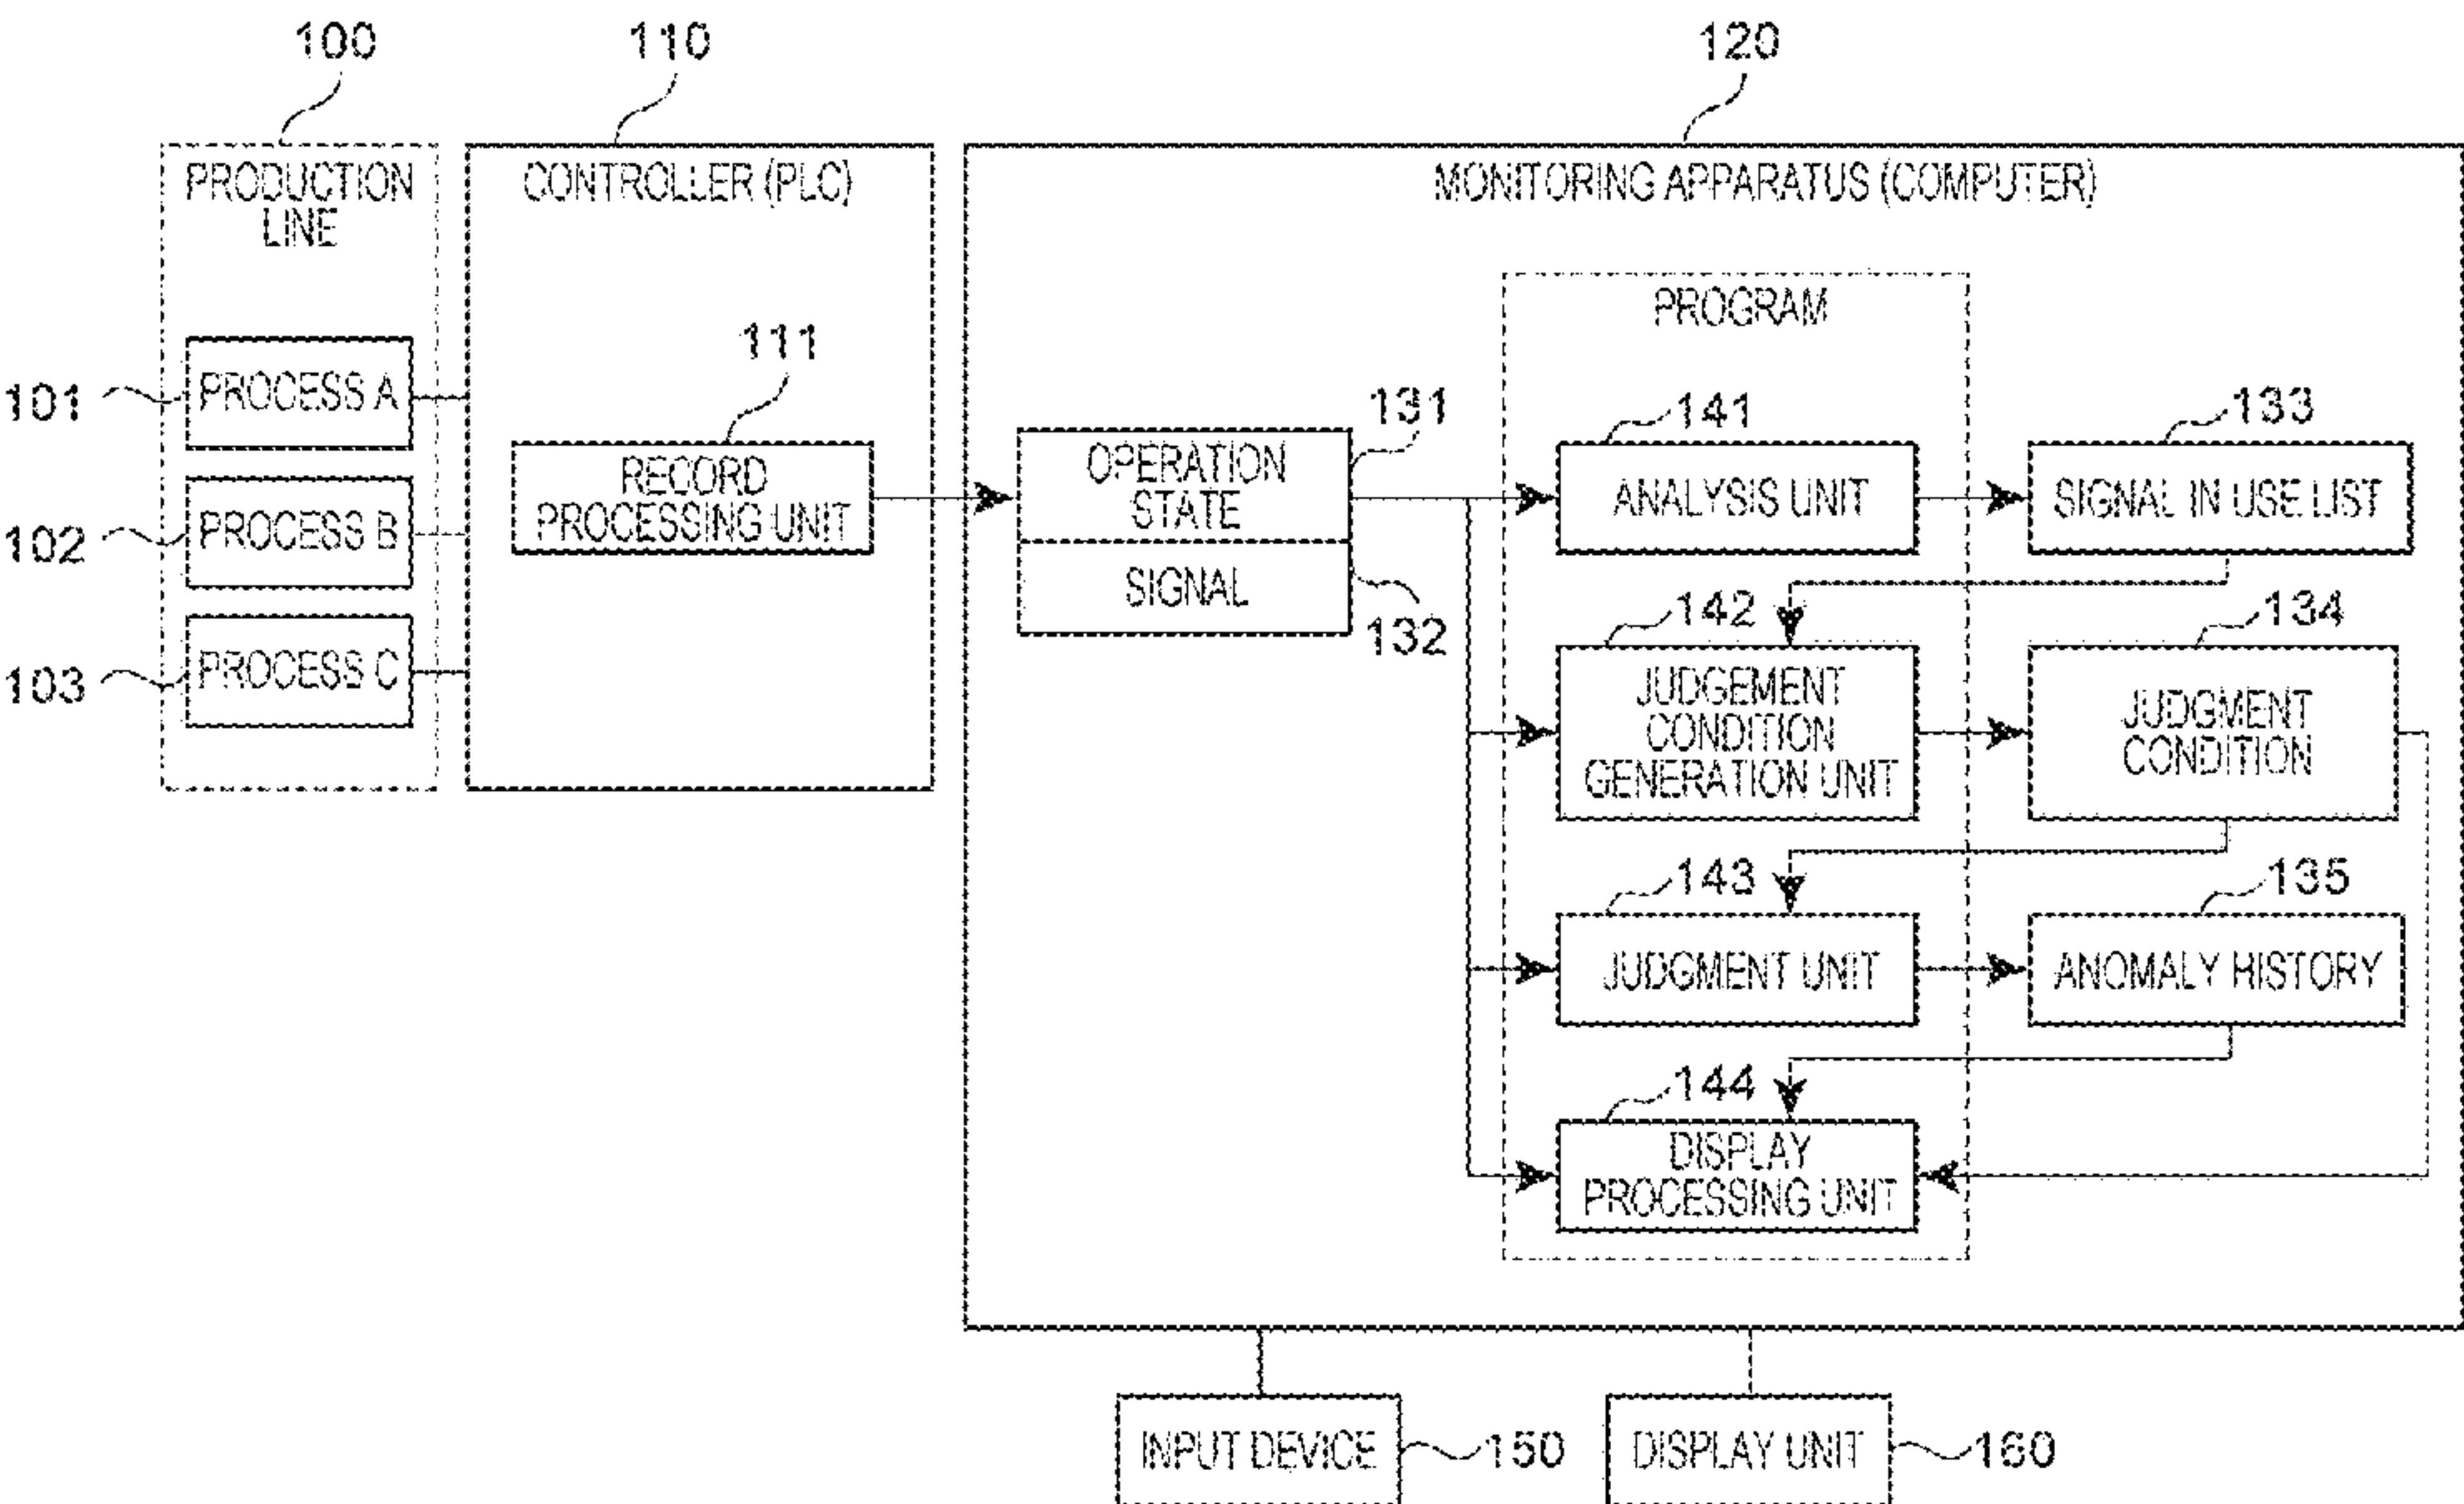 100
110
120
PRODUCTION
LINE
CONTROLLER (PLC)
MONITORING APPARATUS (COMPUTER)
PROGRAM
101
PROCESS A
102
PROCESS B
103
PROCESS C
111
RECORD
PROCESSING UNIT
131
OPERATION
STATE
SIGNAL
132
141
ANALYSIS UNIT
133
SIGNAL IN USE LIST
142
JUDGEMENT
CONDITION
GENERATION UNIT
134
JUDGMENT
CONDITION
143
JUDGMENT UNIT
135
ANOMALY HISTORY
144
DISPLAY
PROCESSING UNIT
INPUT DEVICE
150
DISPLAY UNIT
160